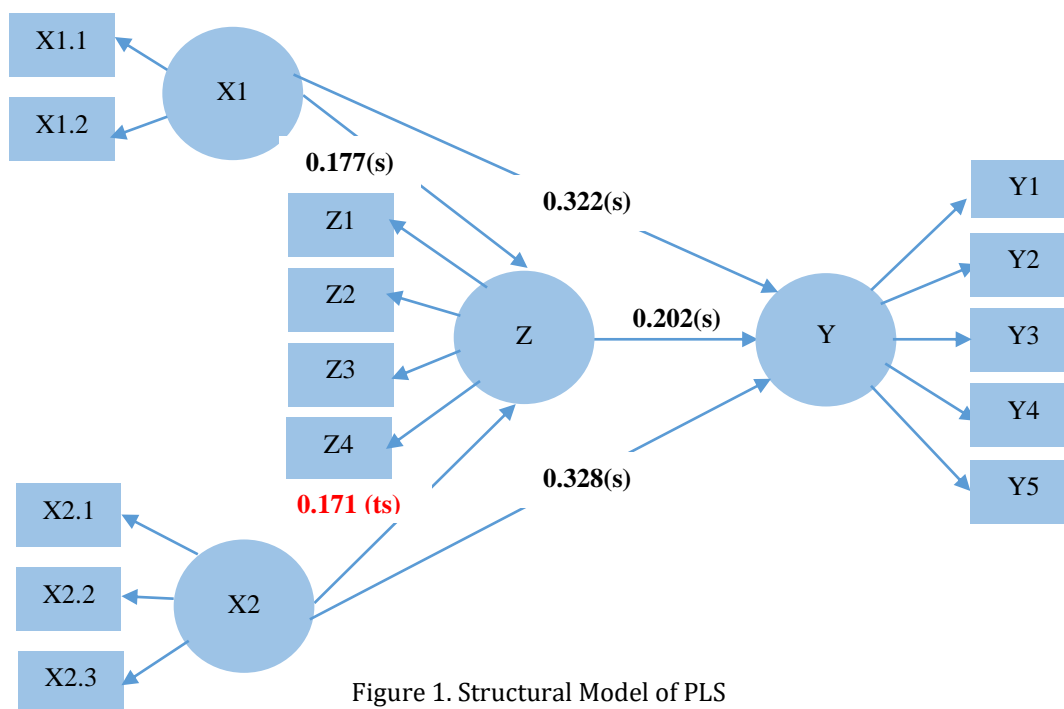 X1.1
X1.2
X1
0.177(s)
0.322(s)
Z1
Z2
Z3
Z4
Z
0.202(s)
Y
Y1
Y2
Y3
Y4
Y5
0.171 (ts)
0.328(s)
X2.1
X2.2
X2.3
X2
Figure 1. Structural Model of PLS